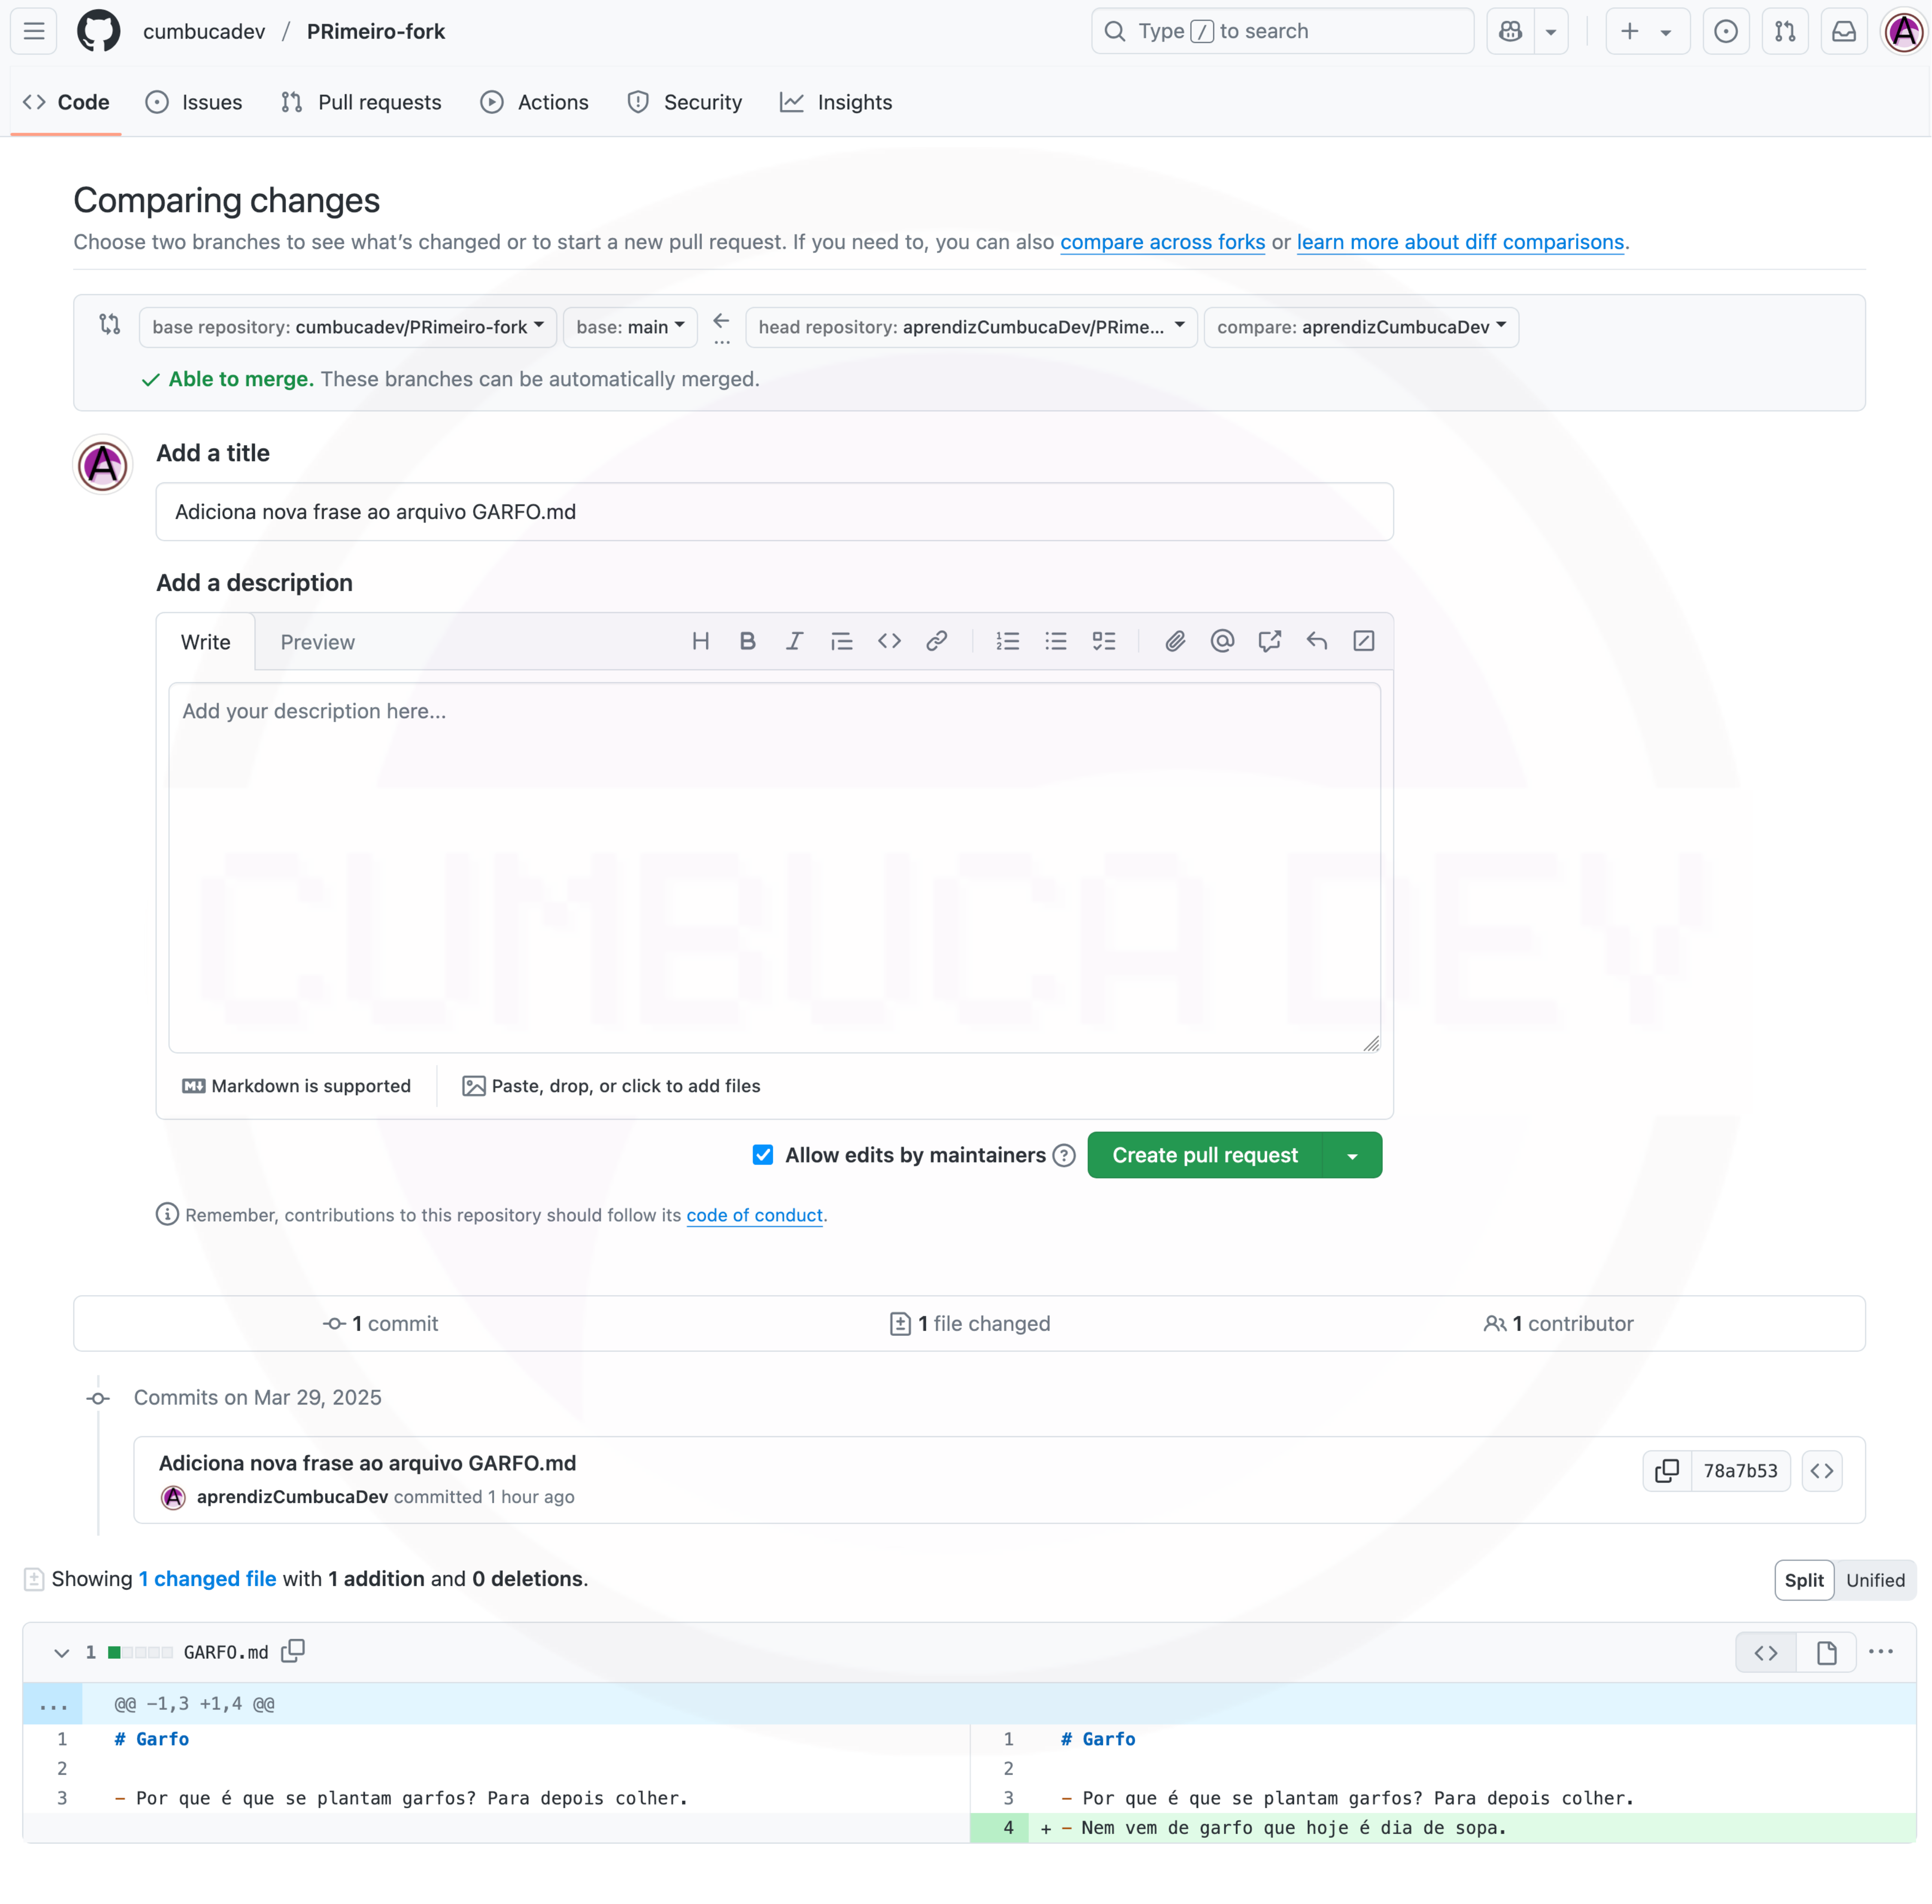 cumbucadev / PRimeiro-fork
Type / to search
Code
Issues
Pull requests
Actions
Security
Insights
Comparing changes
Choose two branches to see what's changed or to start a new pull request. If you need to, you can also compare across forks or learn more about diff comparisons.
base repository: cumbucadev/PRimeiro-fork
base: main
...
head repository: aprendizCumbucaDev/PRime...
compare: aprendizCumbucaDev
Able to merge. These branches can be automatically merged.
Add a title
Adiciona nova frase ao arquivo GARFO.md
Add a description
Write
Preview
Add your description here...
CUMBUCA DEV
Markdown is supported
Paste, drop, or click to add files
Allow edits by maintainers
Create pull request
Remember, contributions to this repository should follow its code of conduct.
1 commit
1 file changed
1 contributor
Commits on Mar 29, 2025
Adiciona nova frase ao arquivo GARFO.md
78a7b53
aprendizCumbucaDev committed 1 hour ago
Showing 1 changed file with 1 addition and 0 deletions.
Split
Unified
1 GARFO.md
... @@ -1,3 +1,4 @@
1 # Garfo
2
3 - Por que é que se plantam garfos? Para depois colher.
1 # Garfo
2
3 - Por que é que se plantam garfos? Para depois colher.
4 + - Nem vem de garfo que hoje é dia de sopa.